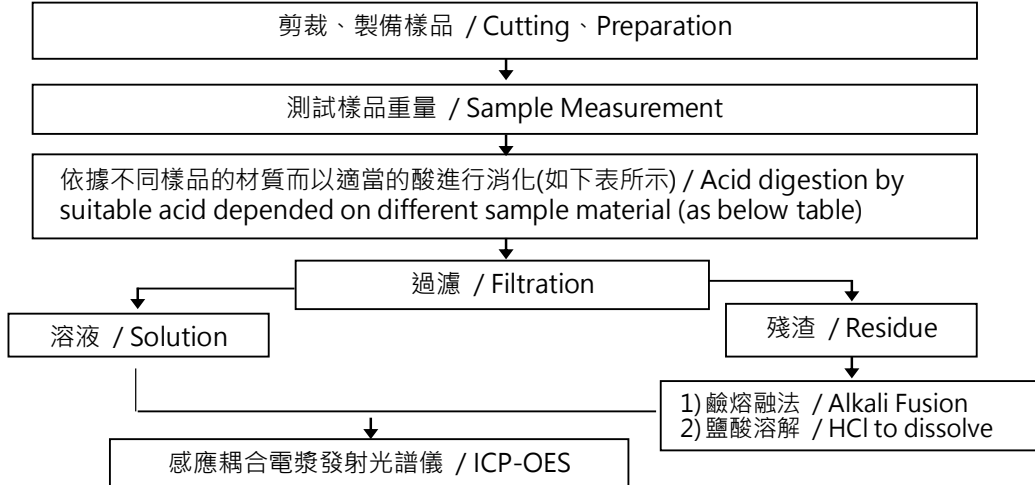 剪裁、製備樣品 / Cutting、Preparation
測試樣品重量 / Sample Measurement
依據不同樣品的材質而以適當的酸進行消化(如下表所示) / Acid digestion by
suitable acid depended on different sample material (as below table)
過濾 / Filtration
溶液 / Solution
殘渣 / Residue
1) 鹼熔融法 / Alkali Fusion
2) 鹽酸溶解 / HCl to dissolve
感應耦合電漿發射光譜儀 / ICP-OES